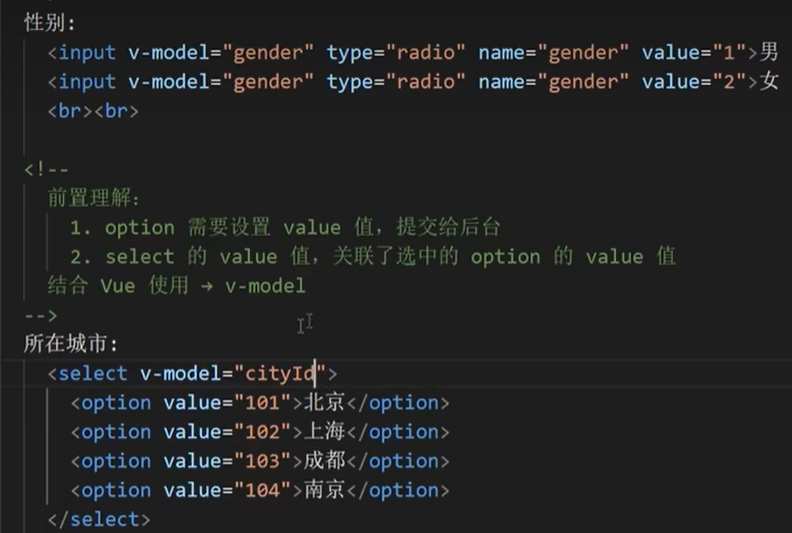 性别:
<input v-model="gender" type="radio" name="gender" value="1">男
<input v-model="gender" type="radio" name="gender" value="2">女
<br><br>
<!--
前置理解:
1. option 需要设置 value 值，提交给后台
2. select 的 value 值，关联了选中的 option 的 value 值
结合 Vue 使用 → v-model
-->
所在城市:
<select v-model="cityId">
<option value="101">北京</option>
<option value="102">上海</option>
<option value="103">成都</option>
<option value="104">南京</option>
</select>